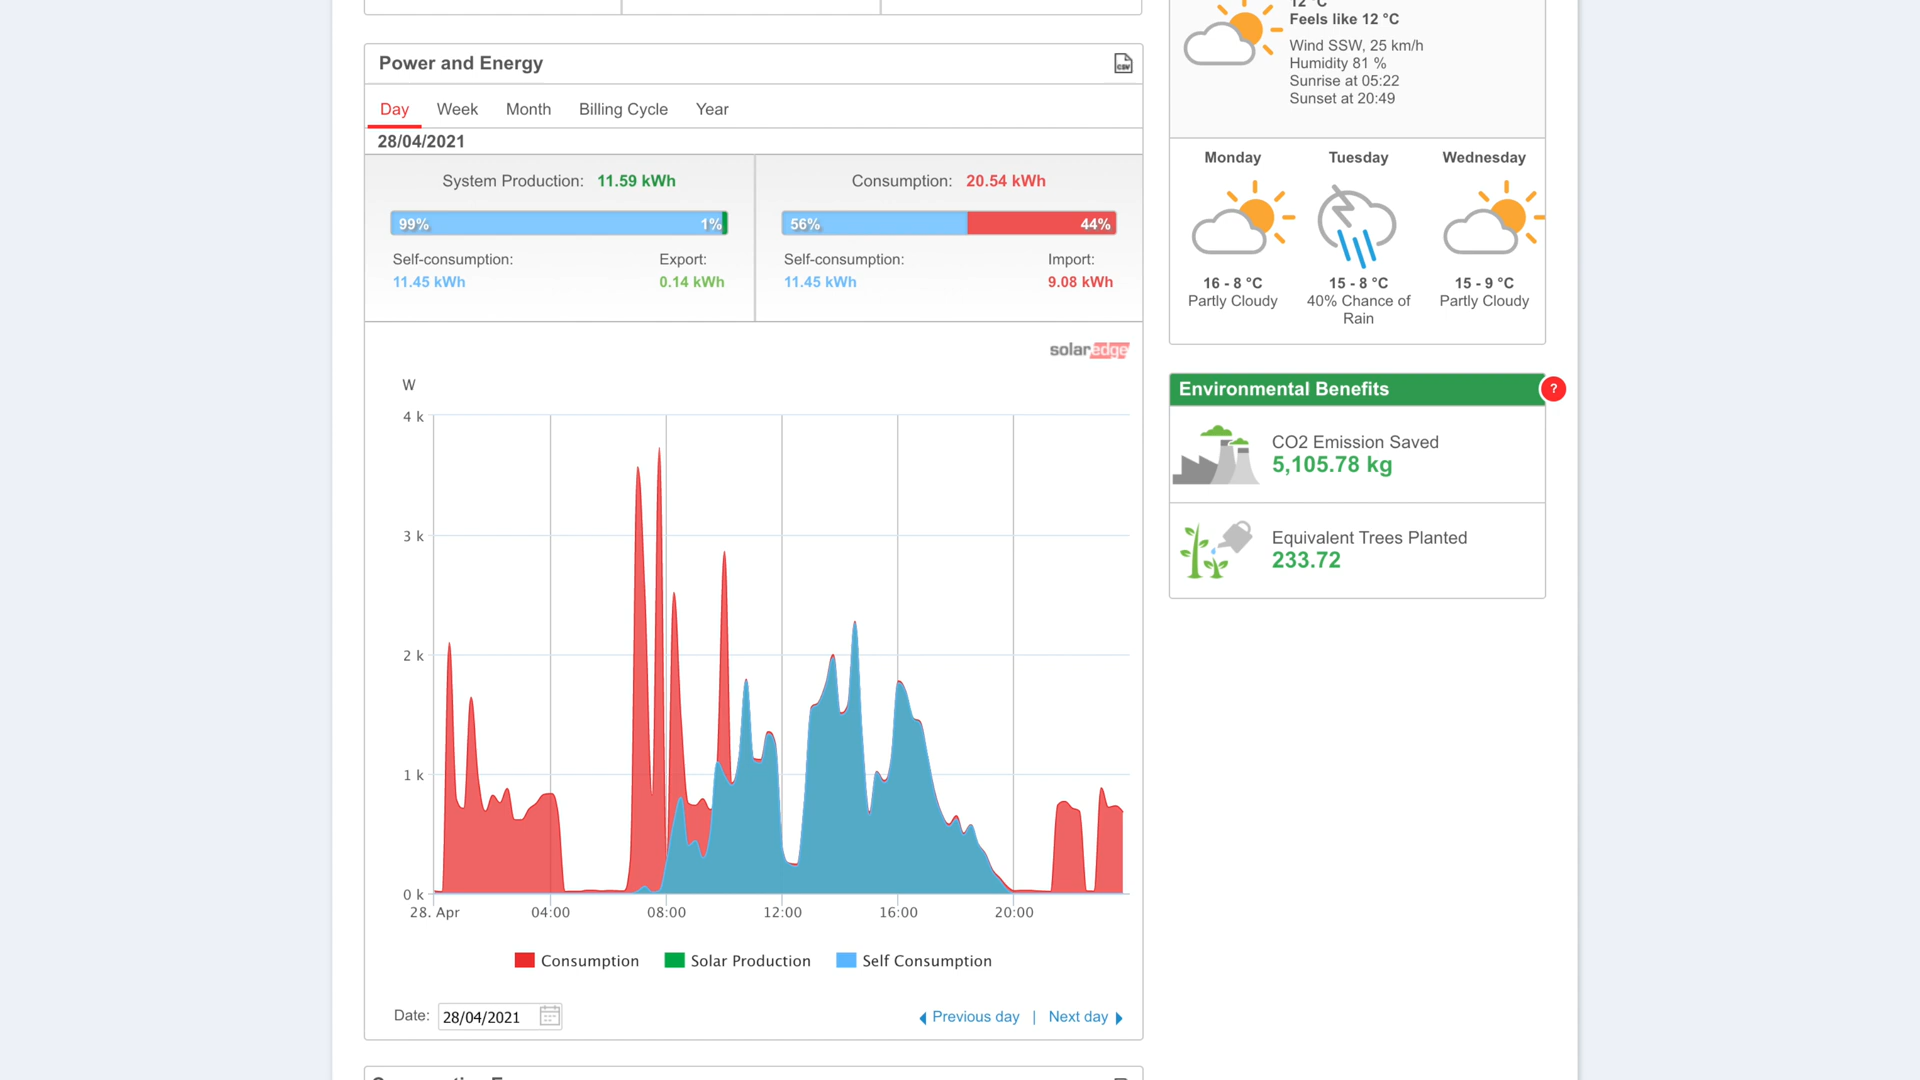 12 °C
Feels like 12 °C
Wind SSW, 25 km/h
Humidity 81 %
Sunrise at 05:22
Sunset at 20:49
Power and Energy
CSV
Day Week Month Billing Cycle Year
28/04/2021
System Production: 11.59 kWh
99% 1%
Self-consumption: Export:
11.45 kWh 0.14 kWh
Consumption: 20.54 kWh
56% 44%
Self-consumption: Import:
11.45 kWh 9.08 kWh
Monday Tuesday Wednesday
16 - 8 °C 15 - 8 °C 15 - 9 °C
Partly Cloudy 40% Chance of Rain Partly Cloudy
solaredge
W
4 k
3 k
2 k
1 k
0 k
28. Apr 04:00 08:00 12:00 16:00 20:00
Consumption Solar Production Self Consumption
Date: 28/04/2021 Previous day | Next day
Environmental Benefits ?
CO2 Emission Saved
5,105.78 kg
Equivalent Trees Planted
233.72